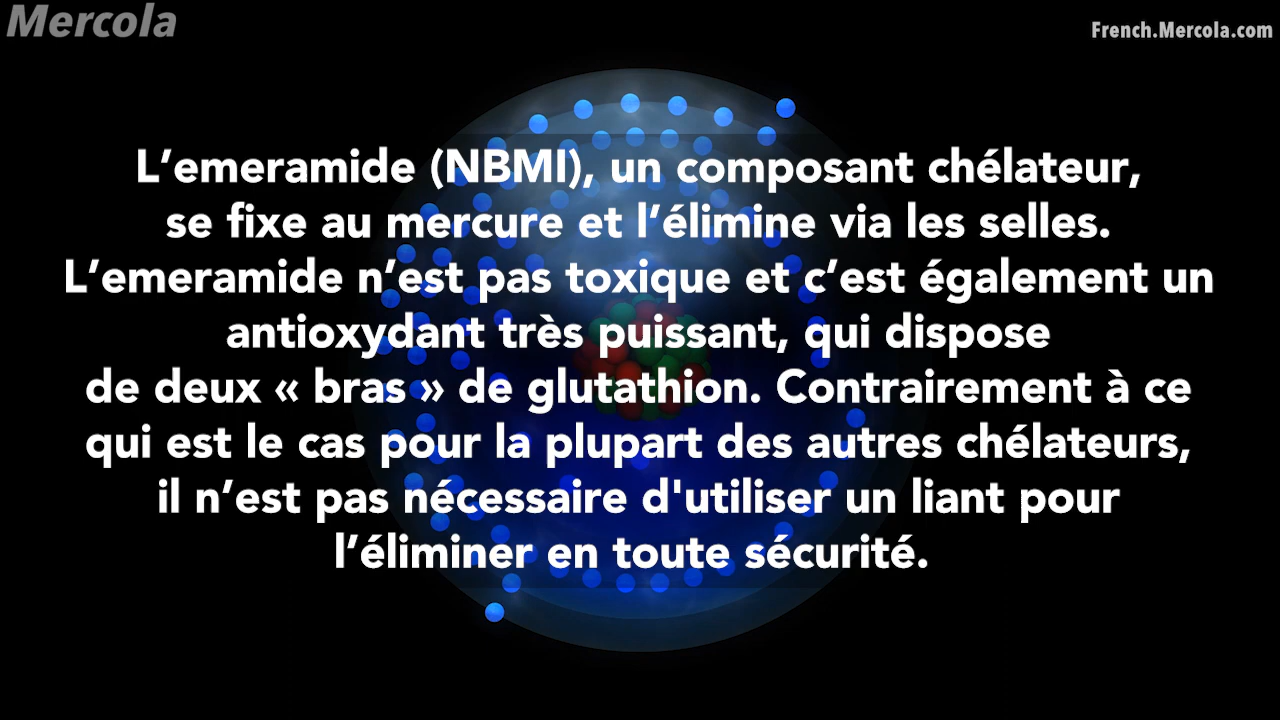 Mercola
French.Mercola.com
L’emeramide (NBMI), un composant chélateur,
se fixe au mercure et l’élimine via les selles.
L’emeramide n’est pas toxique et c’est également un
antioxydant très puissant, qui dispose
de deux « bras » de glutathion. Contrairement à ce
qui est le cas pour la plupart des autres chélateurs,
il n’est pas nécessaire d'utiliser un liant pour
l’éliminer en toute sécurité.